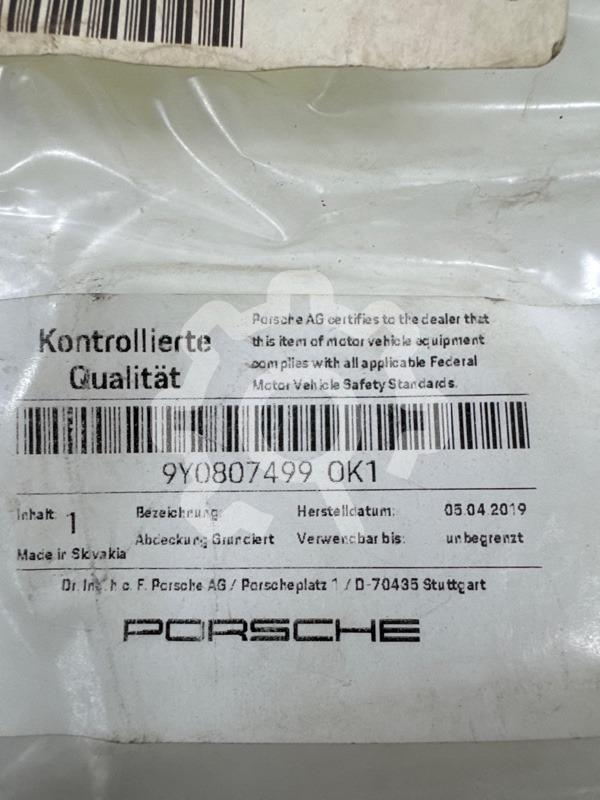 Kontrollierte
Qualität
Porsche AG certifies to the dealer that
this item of motor vehicle equipment
complies with all applicable Federal
Motor Vehicle Safety Standards.
9Y0807499 0K1
Inhalt: 1
Bezeichnung:
Herstelldatum: 05.04.2019
Abdeckung Grundiert
Verwendbar bis: unbegrenzt
Made in Slovakia
Dr. Ing. h.c. F. Porsche AG / Porscheplatz 1 / D-70435 Stuttgart
PORSCHE